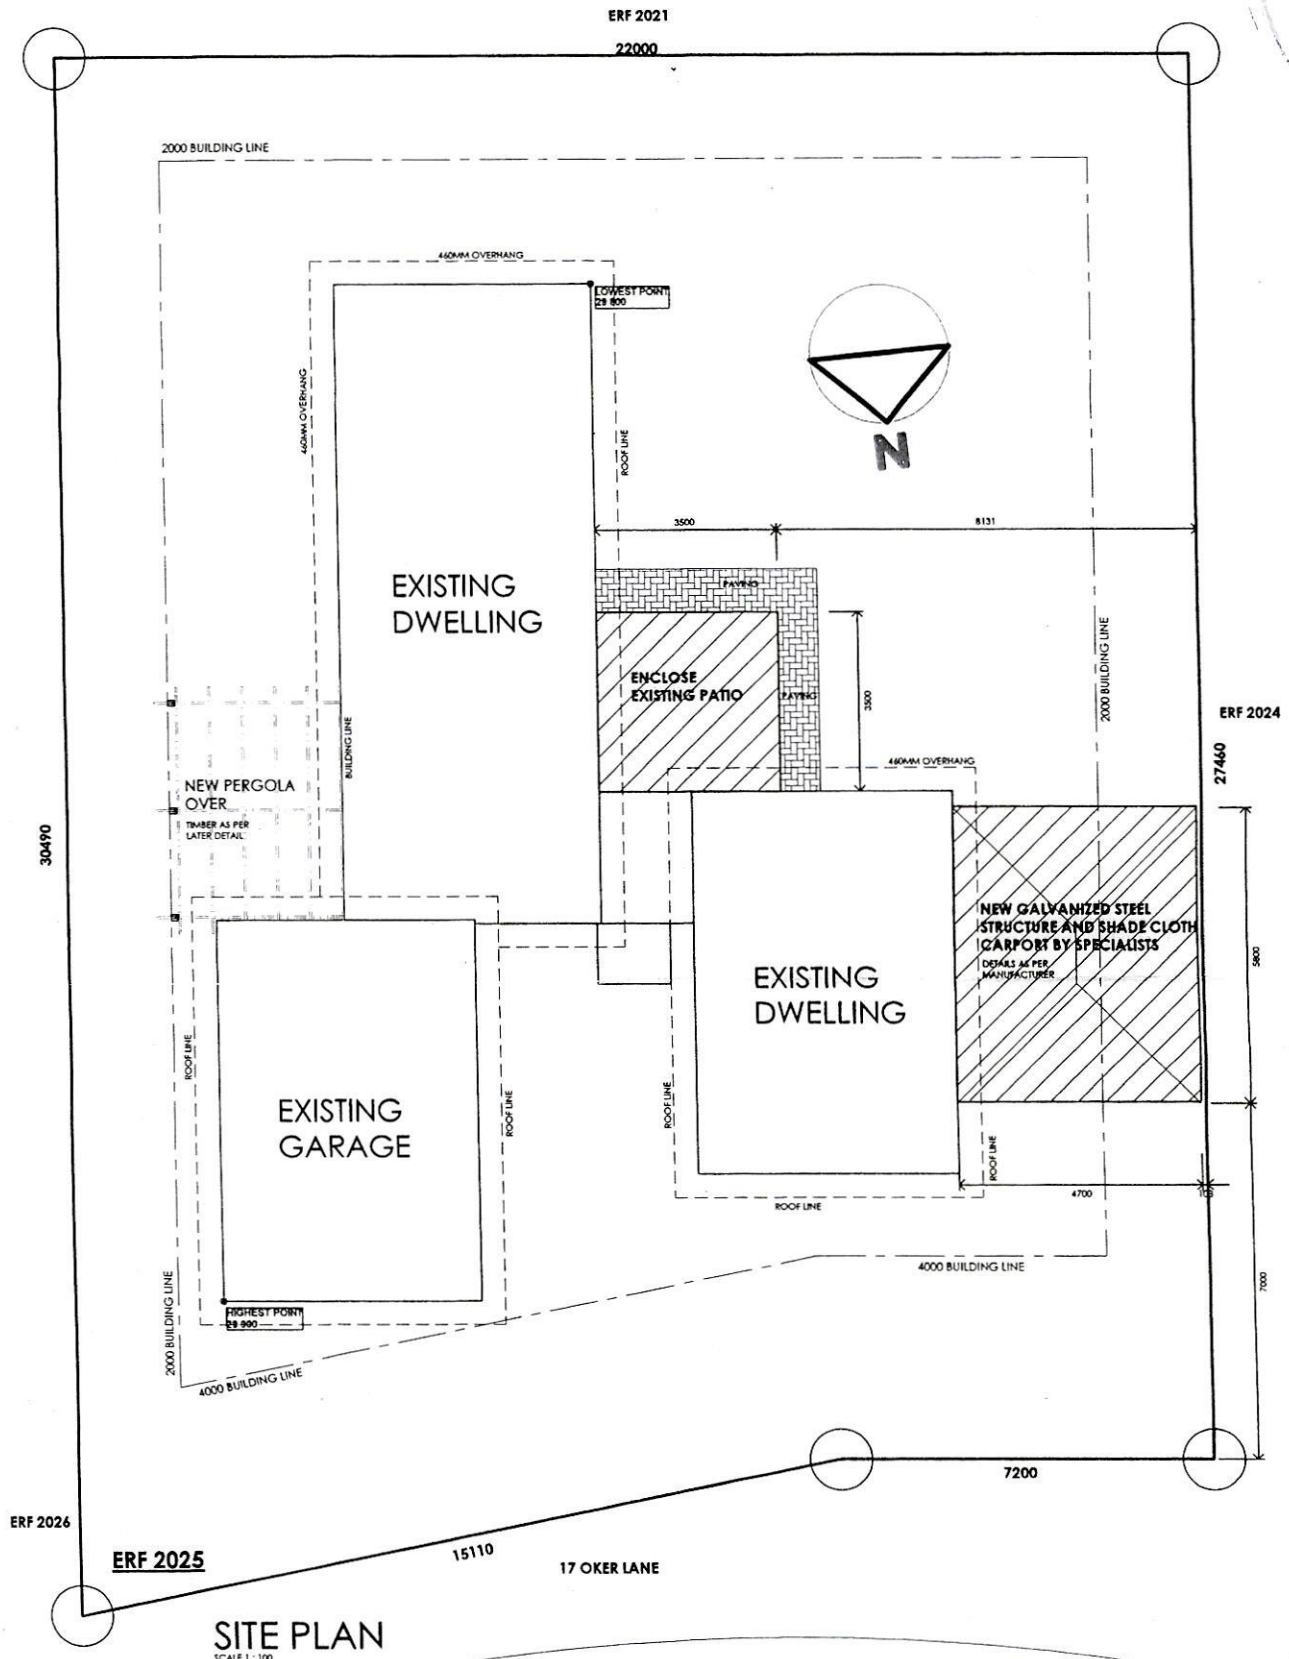 ERF 2021
22000
2000 BUILDING LINE
460MM OVERHANG
LOWEST POINT
29 800
460MM OVERHANG
ROOF LINE
N
3500
8131
PAVING
EXISTING
DWELLING
ENCLOSE
EXISTING PATIO
PAVING
3500
2000 BUILDING LINE
ERF 2024
27460
BUILDING LINE
460MM OVERHANG
NEW PERGOLA
OVER
TIMBER AS PER
LATER DETAIL
30490
NEW GALVANIZED STEEL
STRUCTURE AND SHADE CLOTH
CARPORT BY SPECIALISTS
DETAILS AS PER
MANUFACTURER
5800
EXISTING
DWELLING
ROOF LINE
ROOF LINE
ROOF LINE
EXISTING
GARAGE
ROOF LINE
4700
ROOF LINE
4000 BUILDING LINE
7000
HIGHEST POINT
2000 BUILDING LINE
4000 BUILDING LINE
7200
ERF 2026
ERF 2025
15110
17 OKER LANE
SITE PLAN
SCALE 1 : 100